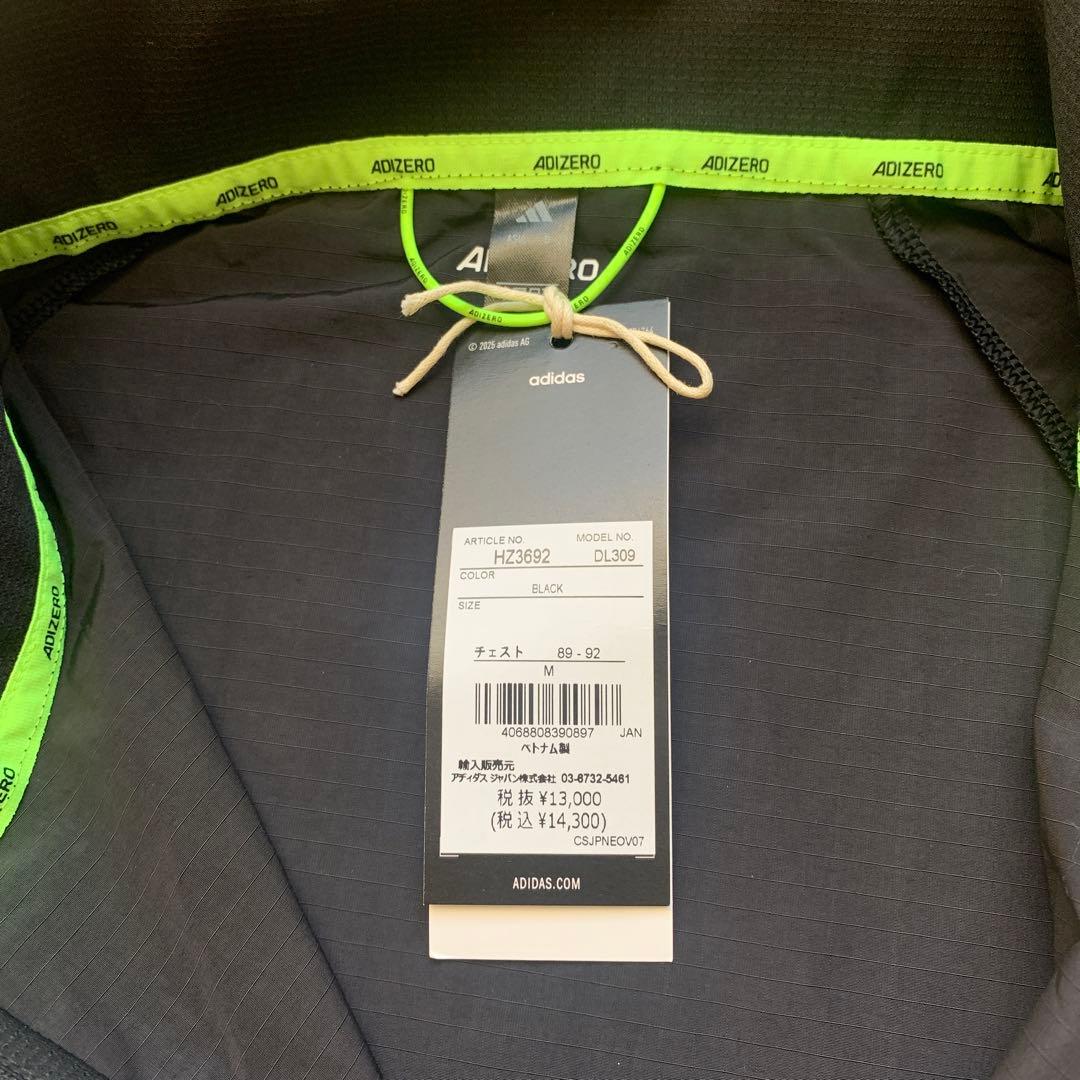 ADIZERO
ADIZERO
ADIZERO
ADIZERO
ADIZERO
ADIZERO
ADIZERO
ADIZERO
ADIZERO
© 2025 adidas AG
adidas
ARTICLE NO. MODEL NO.
HZ3692 DL309
COLOR
BLACK
SIZE
チェスト 89 - 92
M
4068808390897 JAN
ベトナム製
輸入販売元
アディダス ジャパン株式会社 03-6732-5461
税 抜 ¥13,000
(税 込 ¥14,300)
CSJPNEOV07
ADIDAS.COM
ADIZERO